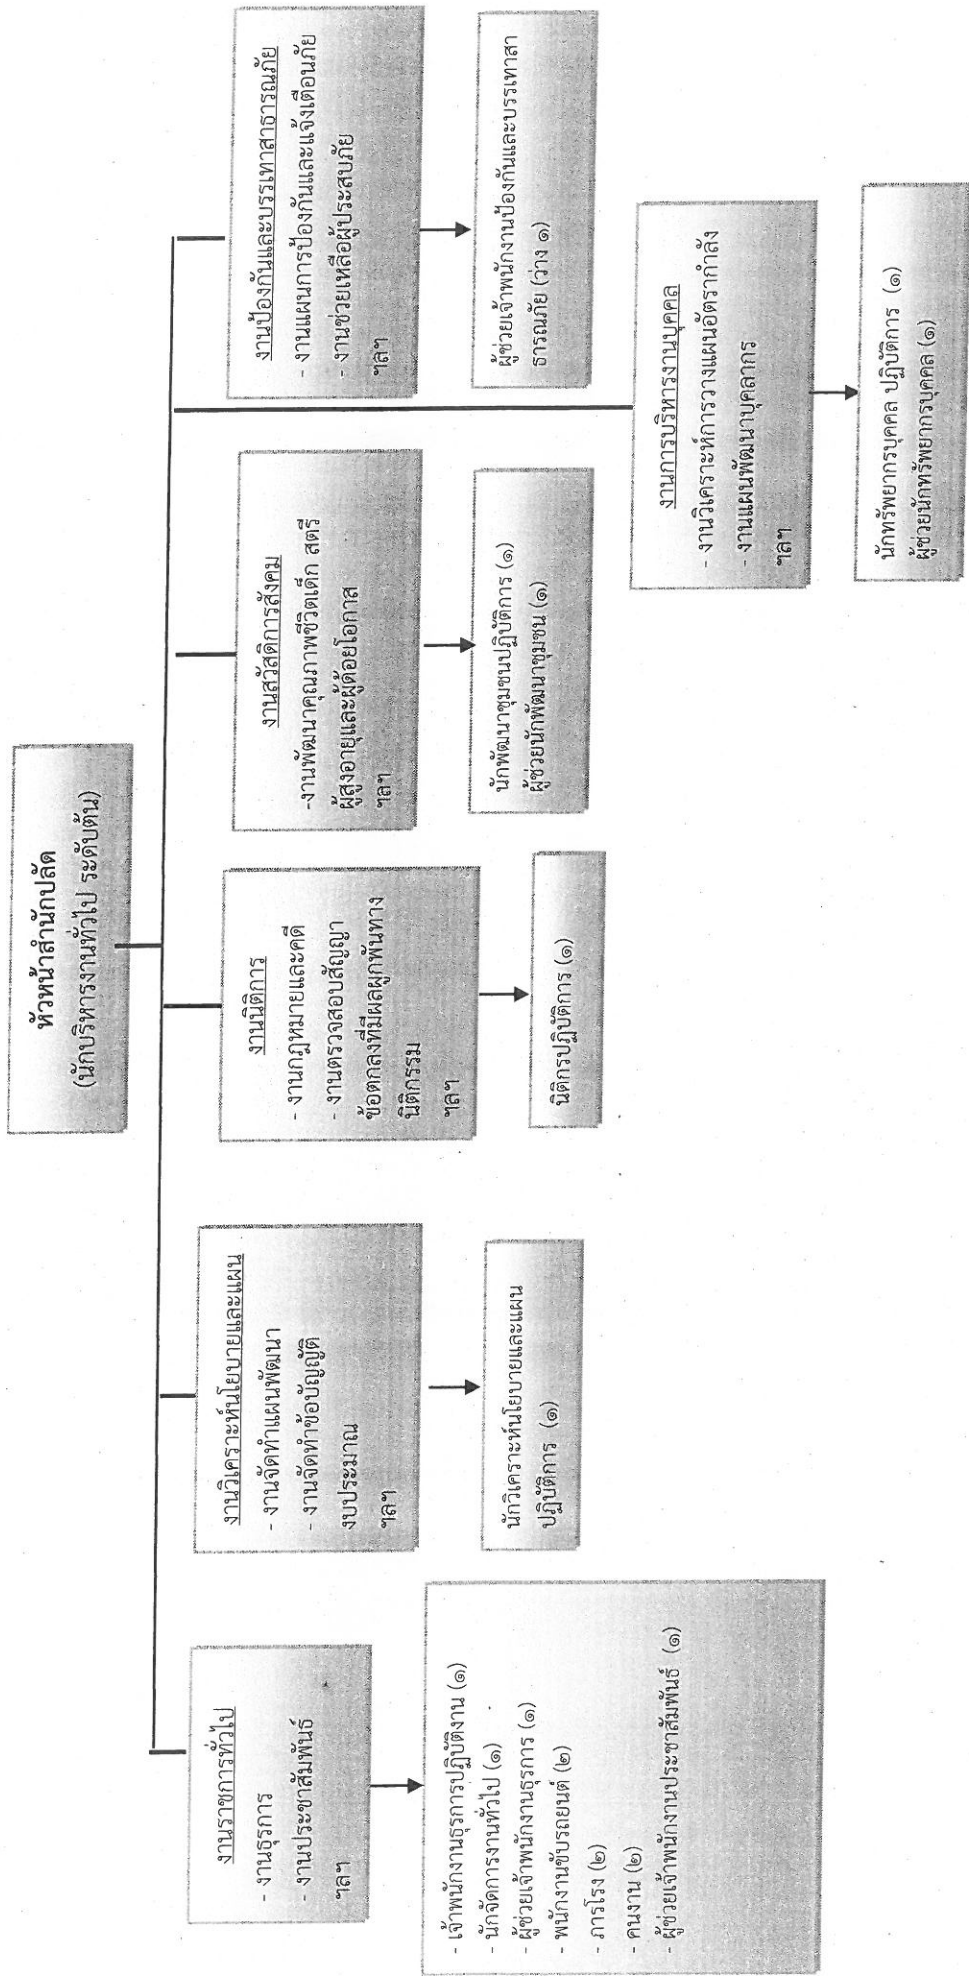 หัวหน้าสำนักปลัด
(นักบริหารงานทั่วไป ระดับต้น)
งานราชการทั่วไป
- งานธุรการ
- งานประชาสัมพันธ์
ฯลฯ
- เจ้าพนักงานธุรการปฏิบัติงาน (๑)
- นักจัดการงานทั่วไป (๑)
- ผู้ช่วยเจ้าพนักงานธุรการ (๑)
- พนักงานขับรถยนต์ (๒)
- ภารโรง (๒)
- คนงาน (๒)
- ผู้ช่วยเจ้าพนักงานประชาสัมพันธ์ (๑)
งานวิเคราะห์นโยบายและแผน
- งานจัดทำแผนพัฒนา
- งานจัดทำข้อบัญญัติ
งบประมาณ
ฯลฯ
นักวิเคราะห์นโยบายและแผน
ปฏิบัติการ (๑)
งานนิติการ
- งานกฎหมายและคดี
- งานตรวจสอบสัญญา
ข้อตกลงที่มีผลผูกพันทาง
นิติกรรม
ฯลฯ
นิติกรปฏิบัติการ (๑)
งานสวัสดิการสังคม
-งานพัฒนาคุณภาพชีวิตเด็ก สตรี
ผู้สูงอายุและผู้ด้อยโอกาส
ฯลฯ
นักพัฒนาชุมชนปฏิบัติการ (๑)
ผู้ช่วยนักพัฒนาชุมชน (๑)
งานป้องกันและบรรเทาสาธารณภัย
- งานแผนการป้องกันและแจ้งเตือนภัย
- งานช่วยเหลือผู้ประสบภัย
ฯลฯ
ผู้ช่วยเจ้าพนักงานป้องกันและบรรเทาสา
ธารณภัย (ว่าง ๑)
งานการบริหารงานบุคคล
- งานวิเคราะห์การวางแผนอัตรากำลัง
- งานแผนพัฒนาบุคลากร
ฯลฯ
นักทรัพยากรบุคคล ปฏิบัติการ (๑)
ผู้ช่วยนักทรัพยากรบุคคล (๑)